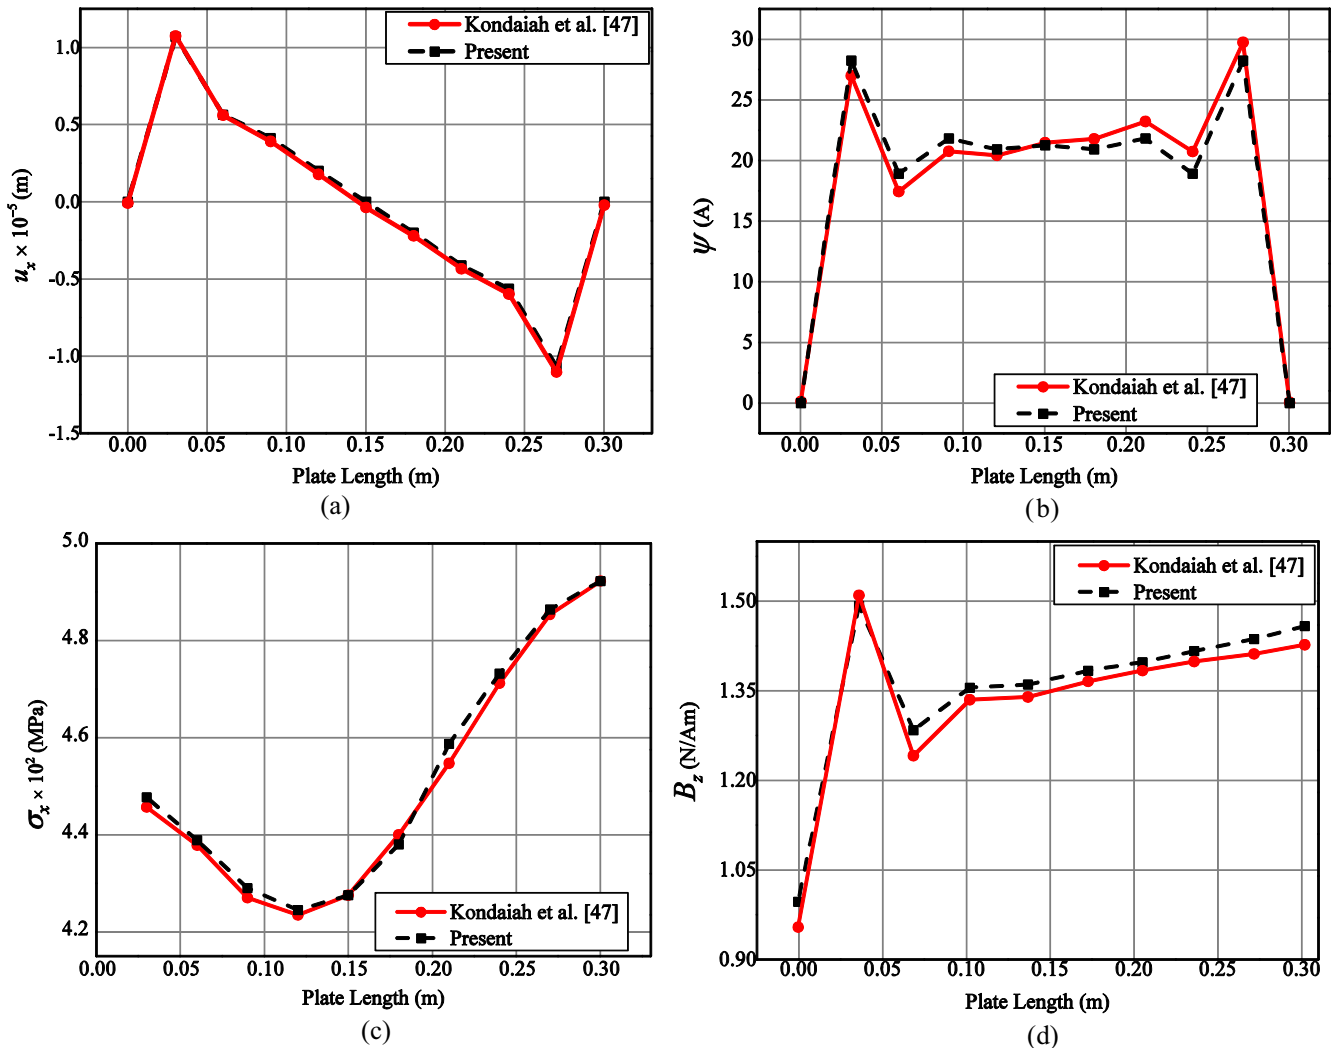 Kondaiah et al. [47]
Present
1.0
0.5
0.0
-0.5
-1.0
-1.5
u_x × 10⁻⁵ (m)
0.00 0.05 0.10 0.15 0.20 0.25 0.30
Plate Length (m)
(a)
30
25
20
15
10
5
0
ψ (A)
Kondaiah et al. [47]
Present
0.00 0.05 0.10 0.15 0.20 0.25 0.30
Plate Length (m)
(b)
5.0
4.8
4.6
4.4
4.2
σ_x × 10² (MPa)
Kondaiah et al. [47]
Present
0.00 0.05 0.10 0.15 0.20 0.25 0.30
Plate Length (m)
(c)
Kondaiah et al. [47]
Present
1.50
1.35
1.20
1.05
0.90
B_z (N/Am)
0.00 0.05 0.10 0.15 0.20 0.25 0.30
Plate Length (m)
(d)